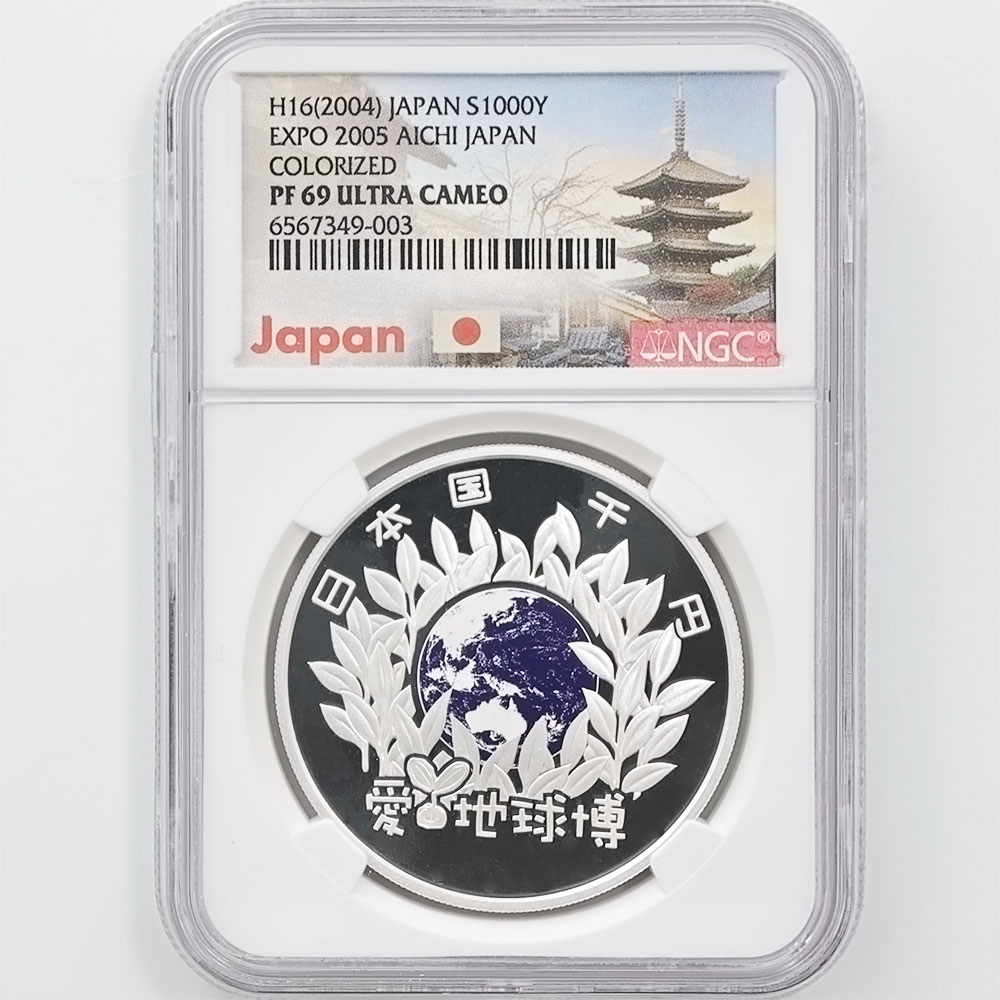 H16(2004) JAPAN S1000Y
EXPO 2005 AICHI JAPAN
COLORIZED
PF 69 ULTRA CAMEO
6567349-003
Japan
NGC®
日本国千円
愛・地球博